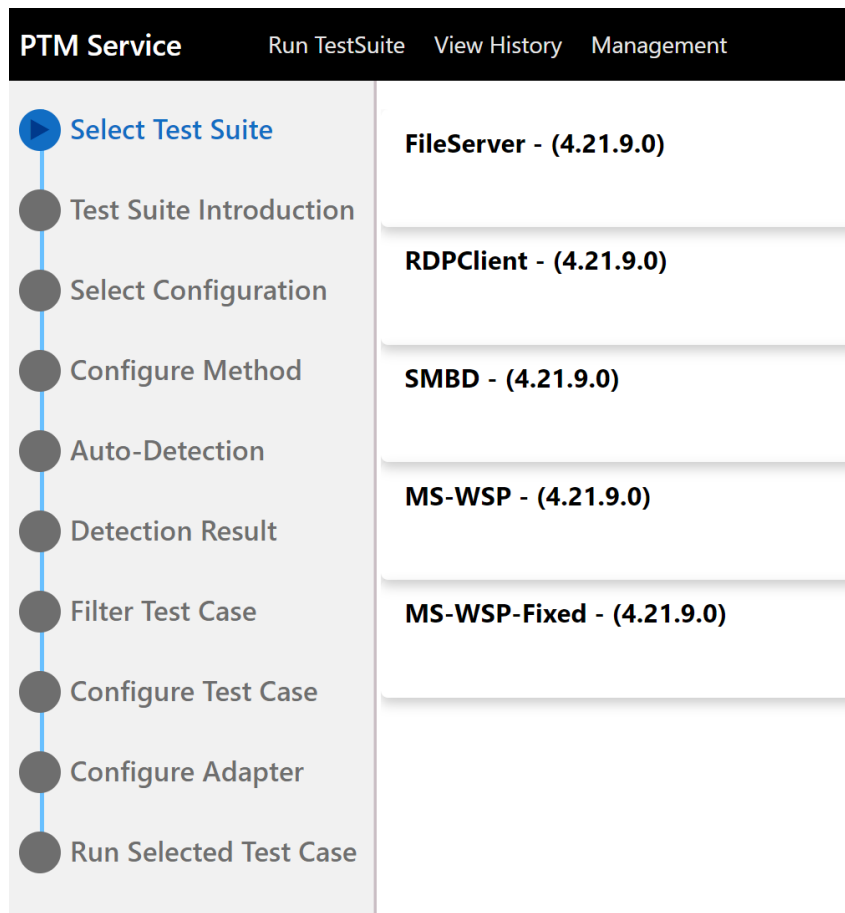 PTM Service Run TestSuite View History Management
Select Test Suite
Test Suite Introduction
Select Configuration
Configure Method
Auto-Detection
Detection Result
Filter Test Case
Configure Test Case
Configure Adapter
Run Selected Test Case
FileServer - (4.21.9.0)
RDPClient - (4.21.9.0)
SMBD - (4.21.9.0)
MS-WSP - (4.21.9.0)
MS-WSP-Fixed - (4.21.9.0)